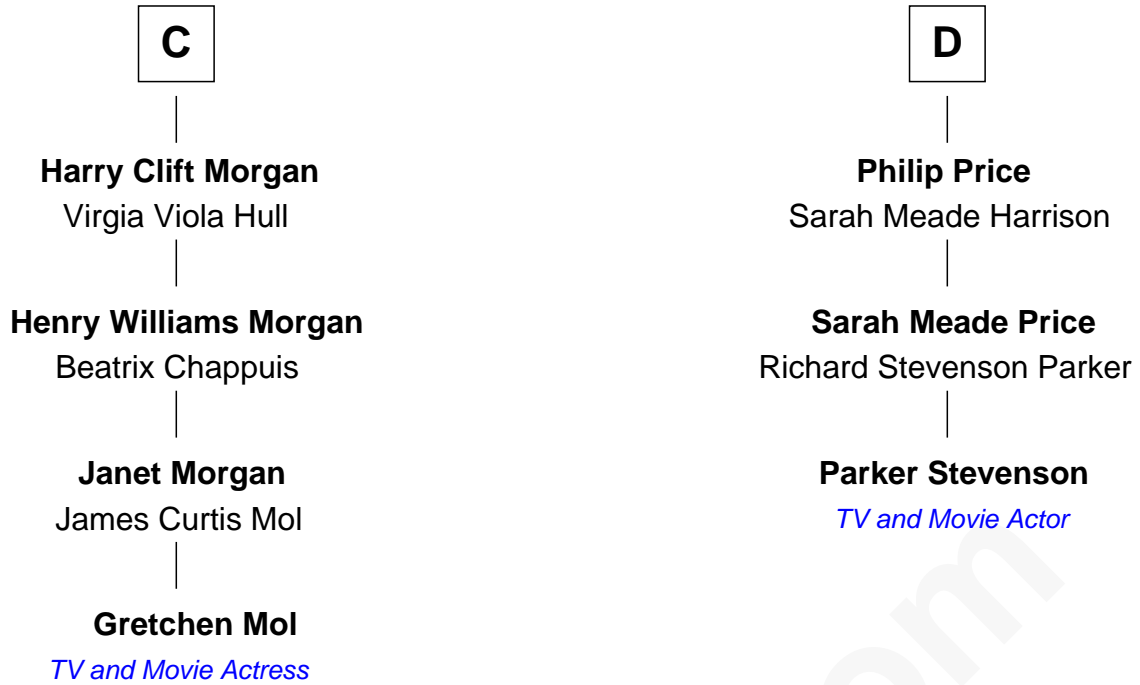 C
Harry Clift Morgan
Virgia Viola Hull
Henry Williams Morgan
Beatrix Chappuis
Janet Morgan
James Curtis Mol
Gretchen Mol
TV and Movie Actress
D
Philip Price
Sarah Meade Harrison
Sarah Meade Price
Richard Stevenson Parker
Parker Stevenson
TV and Movie Actor
om